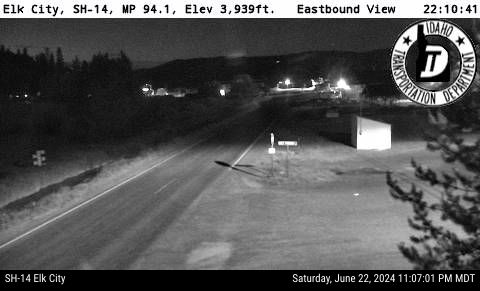 Elk City, SH-14, MP 94.1, Elev 3,939ft. Eastbound View 22:10:41
IDAHO
TRANSPORTATION DEPARTMENT
SH-14 Elk City Saturday, June 22, 2024 11:07:01 PM MDT